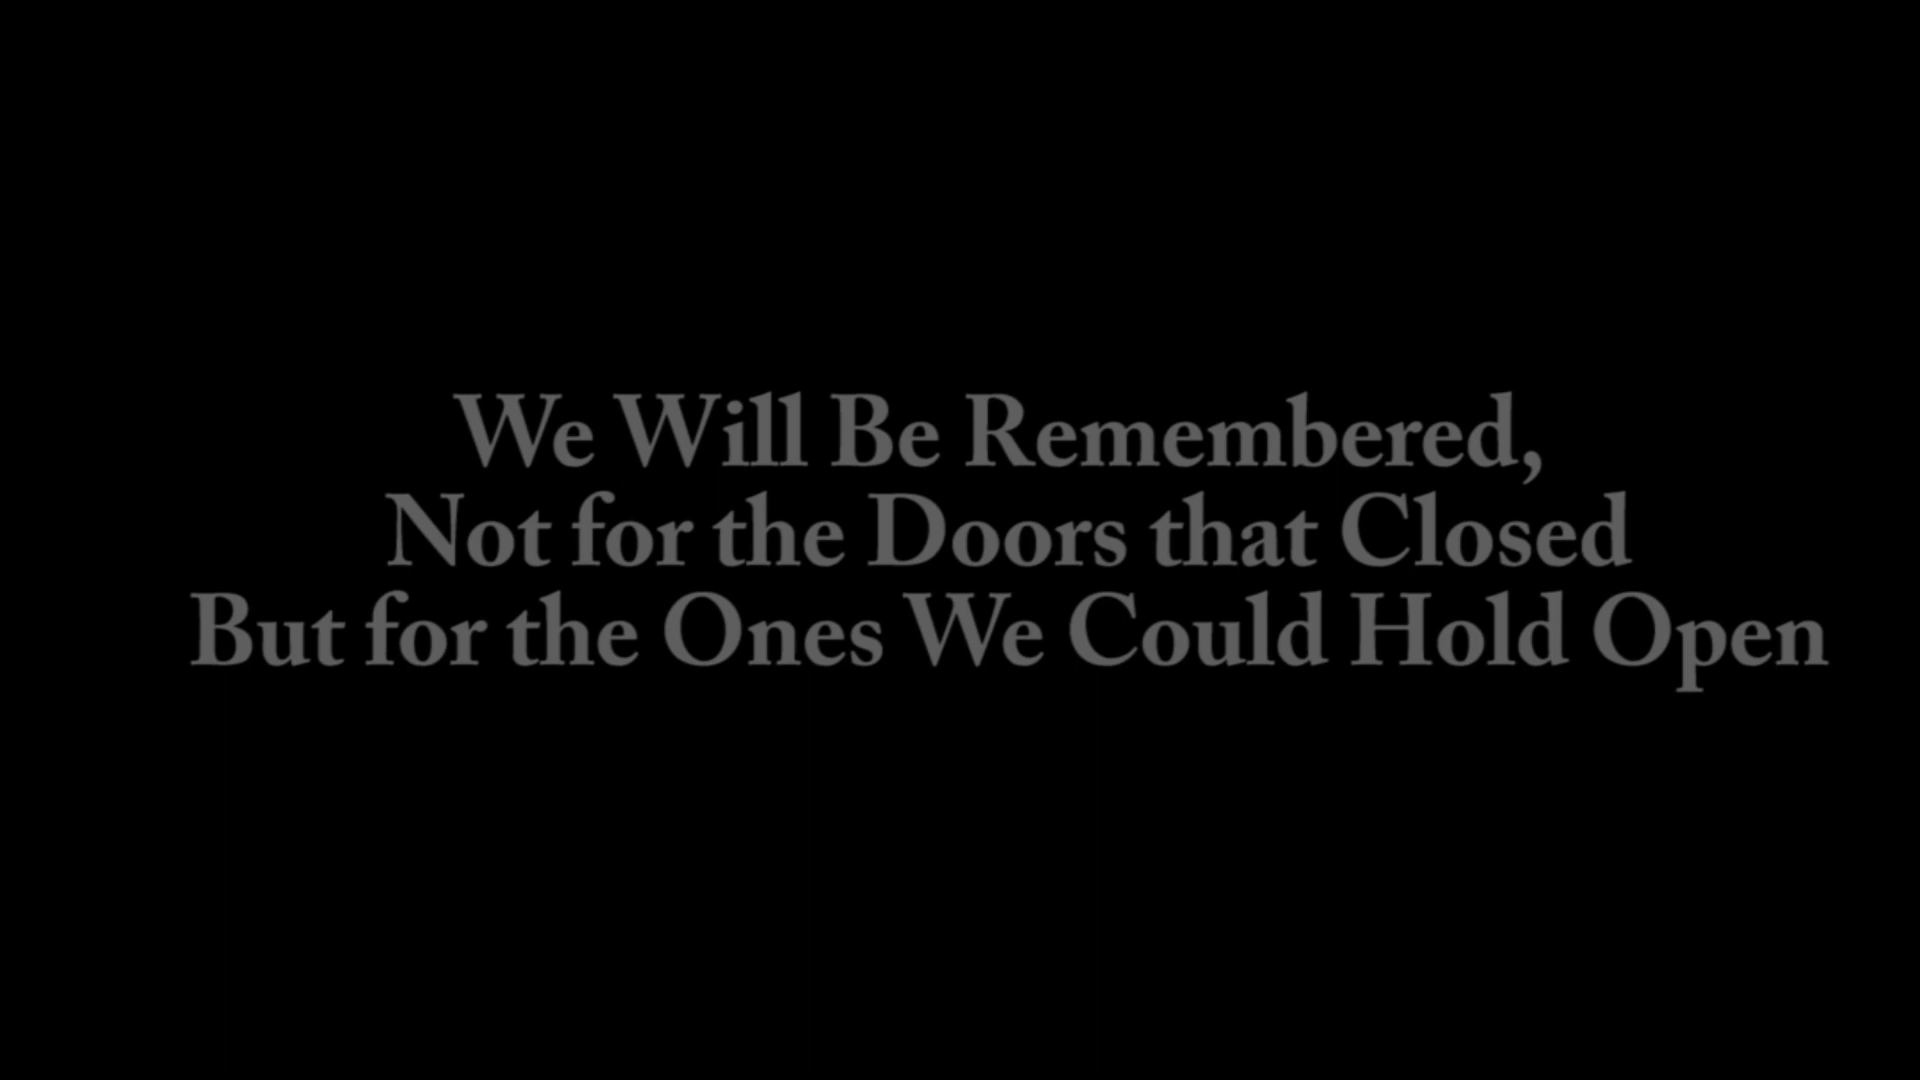 We Will Be Remembered,
Not for the Doors that Closed
But for the Ones We Could Hold Open